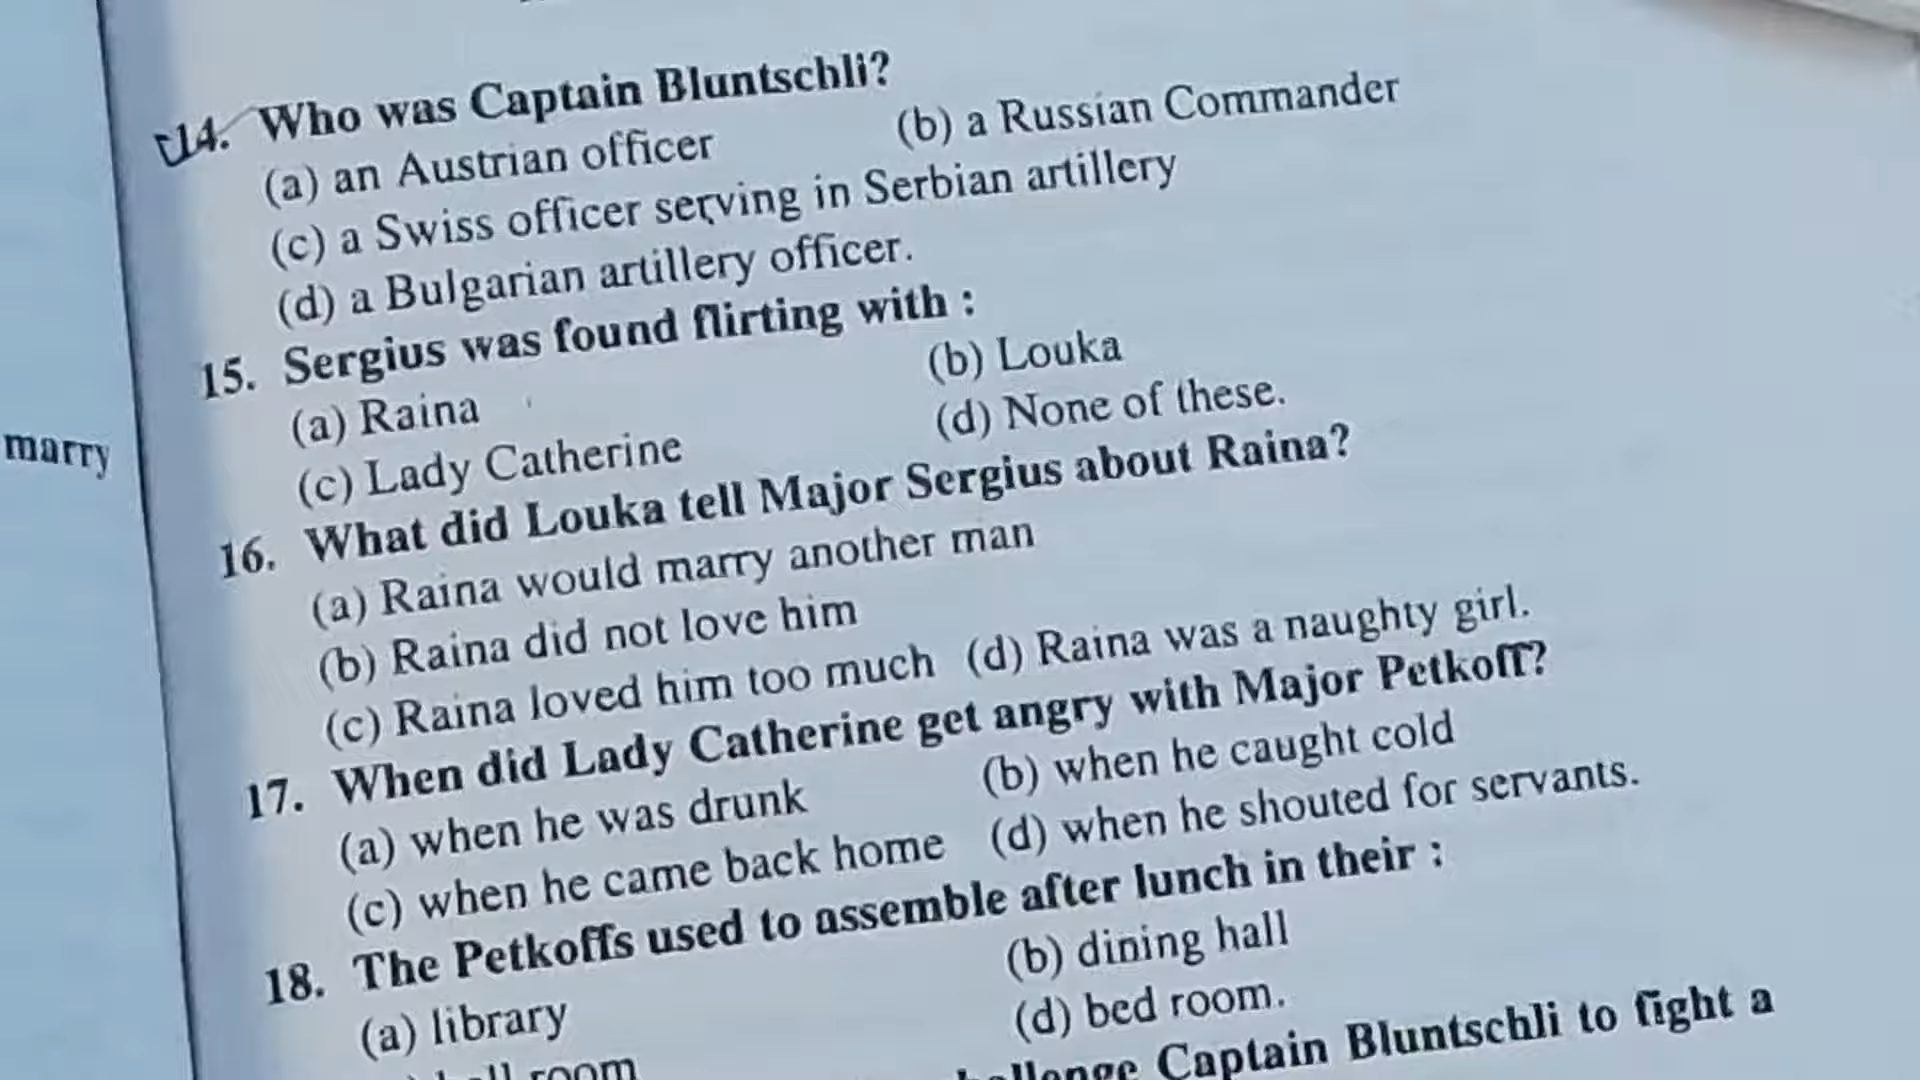 14. Who was Captain Bluntschli?
(a) an Austrian officer (b) a Russian Commander
(c) a Swiss officer serving in Serbian artillery
(d) a Bulgarian artillery officer.
15. Sergius was found flirting with :
(a) Raina (b) Louka
(c) Lady Catherine (d) None of these.
16. What did Louka tell Major Sergius about Raina?
(a) Raina would marry another man
(b) Raina did not love him
(c) Raina loved him too much (d) Raina was a naughty girl.
17. When did Lady Catherine get angry with Major Petkoff?
(a) when he was drunk (b) when he caught cold
(c) when he came back home (d) when he shouted for servants.
18. The Petkoffs used to assemble after lunch in their :
(a) library (b) dining hall
room (d) bed room.
Captain Bluntschli to fight a
marry